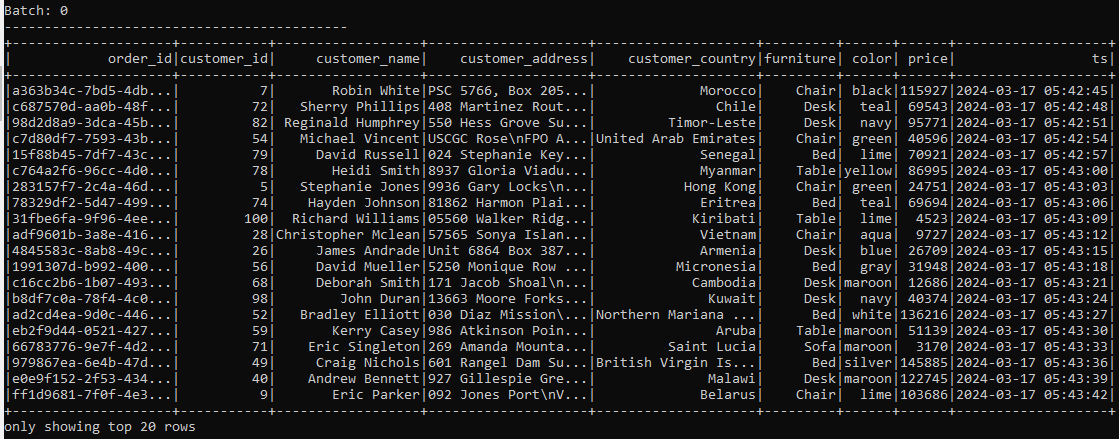 Batch: 0
-------------------------------------------
+--------------------+-----------+------------------+--------------------+--------------------+---------+------+------+-------------------+
|            order_id|customer_id|     customer_name|    customer_address|    customer_country|furniture| color| price|                 ts|
+--------------------+-----------+------------------+--------------------+--------------------+---------+------+------+-------------------+
|a363b34c-7bd5-4db...|          7|       Robin White|PSC 5766, Box 205...|             Morocco|    Chair| black|115927|2024-03-17 05:42:45|
|c687570d-aa0b-48f...|         72|   Sherry Phillips|408 Martinez Rout...|               Chile|     Desk|  teal| 69543|2024-03-17 05:42:48|
|98d2d8a9-3dca-45b...|         82| Reginald Humphrey|550 Hess Grove Su...|         Timor-Leste|     Desk|  navy| 95771|2024-03-17 05:42:51|
|c7d80df7-7593-43b...|         54|   Michael Vincent|USCGC Rose\nFPO A...|United Arab Emirates|    Chair| green| 40596|2024-03-17 05:42:54|
|15f88b45-7df7-43c...|         79|     David Russell|024 Stephanie Key...|             Senegal|      Bed|  lime| 70921|2024-03-17 05:42:57|
|c764a2f6-96cc-4d0...|         78|       Heidi Smith|8937 Gloria Viadu...|             Myanmar|    Table|yellow| 86995|2024-03-17 05:43:00|
|283157f7-2c4a-46d...|          5|   Stephanie Jones|9936 Gary Locks\n...|           Hong Kong|    Chair| green| 24751|2024-03-17 05:43:03|
|78329df2-5d47-499...|         74|    Hayden Johnson|81862 Harmon Plai...|             Eritrea|      Bed|  teal| 69694|2024-03-17 05:43:06|
|31fbe6fa-9f96-4ee...|        100|  Richard Williams|05560 Walker Ridg...|            Kiribati|    Table|  lime|  4523|2024-03-17 05:43:09|
|adf9601b-3a8e-416...|         28|Christopher Mclean|57565 Sonya Islan...|             Vietnam|    Chair|  aqua|  9727|2024-03-17 05:43:12|
|4845583c-8ab8-49c...|         26|     James Andrade|Unit 6864 Box 387...|             Armenia|     Desk|  blue| 26709|2024-03-17 05:43:15|
|1991307d-b992-400...|         56|     David Mueller|5250 Monique Row ...|          Micronesia|      Bed|  gray| 31948|2024-03-17 05:43:18|
|c16cc2b6-1b07-493...|         68|     Deborah Smith|171 Jacob Shoal\n...|            Cambodia|     Desk|maroon| 12686|2024-03-17 05:43:21|
|b8df7c0a-78f4-4c0...|         98|        John Duran|13663 Moore Forks...|              Kuwait|     Desk|  navy| 40374|2024-03-17 05:43:24|
|ad2cd4ea-9d0c-446...|         52|   Bradley Elliott|030 Diaz Mission\...|Northern Mariana ...|      Bed| white|136216|2024-03-17 05:43:27|
|eb2f9d44-0521-427...|         59|       Kerry Casey|986 Atkinson Poin...|               Aruba|    Table|maroon| 51139|2024-03-17 05:43:30|
|66783776-9e7f-4d2...|         71|    Eric Singleton|269 Amanda Mounta...|         Saint Lucia|     Sofa|maroon|  3170|2024-03-17 05:43:33|
|979867ea-6e4b-47d...|         49|     Craig Nichols|601 Rangel Dam Su...|British Virgin Is...|      Bed|silver|145885|2024-03-17 05:43:36|
|e0e9f152-2f53-434...|         40|    Andrew Bennett|927 Gillespie Gre...|              Malawi|     Desk|maroon|122745|2024-03-17 05:43:39|
|ff1d9681-7f0f-4e3...|          9|       Eric Parker|092 Jones Port\nV...|             Belarus|    Chair|  lime|103686|2024-03-17 05:43:42|
+--------------------+-----------+------------------+--------------------+--------------------+---------+------+------+-------------------+
only showing top 20 rows